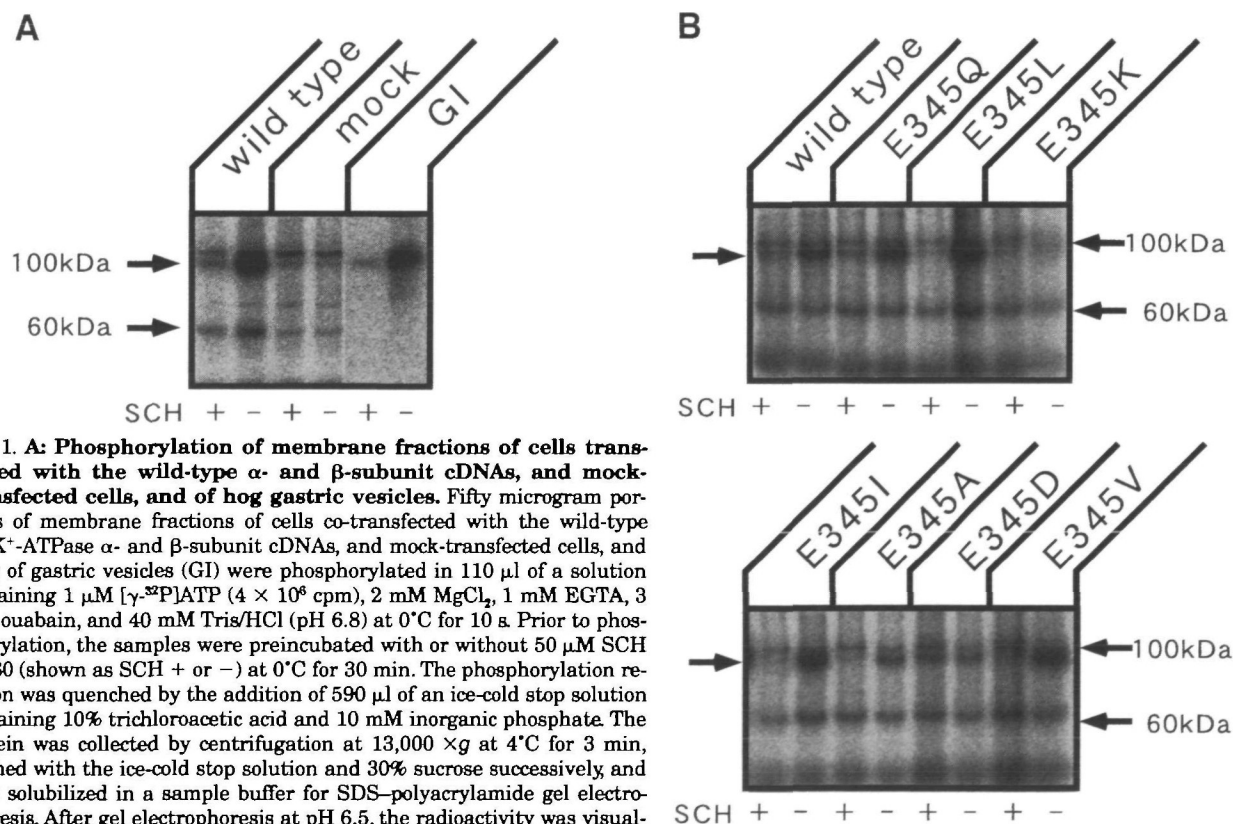 A
wild type
mock
GI
100kDa
60kDa
SCH + - + - + -
B
wild type
E345Q
E345L
E345K
100kDa
60kDa
SCH + - + - + - + -
E345I
E345A
E345D
E345V
100kDa
60kDa
SCH + - + - + - + -
1. A: Phosphorylation of membrane fractions of cells trans-
ed with the wild-type α- and β-subunit cDNAs, and mock-
nsfected cells, and of hog gastric vesicles. Fifty microgram por-
s of membrane fractions of cells co-transfected with the wild-type
K⁺-ATPase α- and β-subunit cDNAs, and mock-transfected cells, and
of gastric vesicles (GI) were phosphorylated in 110 μl of a solution
aining 1 μM [γ-³²P]ATP (4 × 10⁶ cpm), 2 mM MgCl₂, 1 mM EGTA, 3
ouabain, and 40 mM Tris/HCl (pH 6.8) at 0°C for 10 s. Prior to phos-
rylation, the samples were preincubated with or without 50 μM SCH
80 (shown as SCH + or −) at 0°C for 30 min. The phosphorylation re-
on was quenched by the addition of 590 μl of an ice-cold stop solution
aining 10% trichloroacetic acid and 10 mM inorganic phosphate. The
ein was collected by centrifugation at 13,000 ×g at 4°C for 3 min,
hed with the ice-cold stop solution and 30% sucrose successively, and
solubilized in a sample buffer for SDS–polyacrylamide gel electro-
esis. After gel electrophoresis at pH 6.5, the radioactivity was visual-